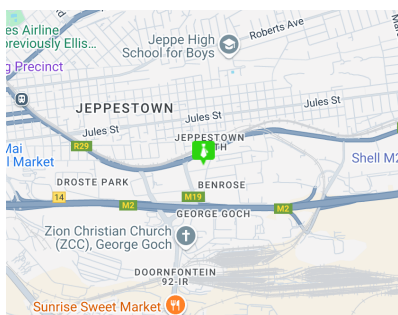 es Airline
previously Ellis...
Roberts Ave
Jeppe High
School for Boys
g Precinct
JEPPESTOWN
Jules St
Jules St
Jules St
JEPPESTOWN
TH
R29
Mai
l Market
Shell M2
DROSTE PARK
BENROSE
14
M2
M19
M2
GEORGE GOCH
Zion Christian Church
(ZCC), George Goch
DOORNFONTEIN
92-IR
Sunrise Sweet Market